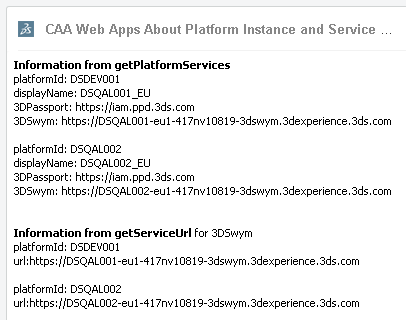 CAA Web Apps About Platform Instance and Service ...
Information from getPlatformServices
platformId: DSDEV001
displayName: DSQAL001_EU
3DPassport: https://iam.ppd.3ds.com
3DSwym: https://DSQAL001-eu1-417nv10819-3dswym.3dexperience.3ds.com
platformId: DSQAL002
displayName: DSQAL002_EU
3DPassport: https://iam.ppd.3ds.com
3DSwym: https://DSQAL002-eu1-417nv10819-3dswym.3dexperience.3ds.com
Information from getServiceUrl for 3DSwym
platformId: DSDEV001
url:https://DSQAL001-eu1-417nv10819-3dswym.3dexperience.3ds.com
platformId: DSQAL002
url:https://DSQAL002-eu1-417nv10819-3dswym.3dexperience.3ds.com